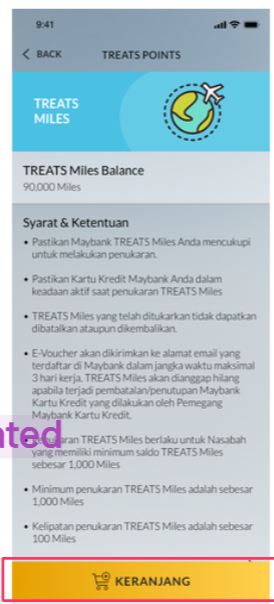 9:41
BACK TREATS POINTS
TREATS
MILES
TREATS Miles Balance
90,000 Miles
Syarat & Ketentuan
• Pastikan Maybank TREATS Miles Anda mencukupi
untuk melakukan penukaran.
• Pastikan Kartu Kredit Maybank Anda dalam
keadaan aktif saat penukaran TREATS Miles
• TREATS Miles yang telah ditukarkan tidak dapatkan
dibatalkan ataupun dikembalikan.
• E-Voucher akan dikirimkan ke alamat email yang
terdaftar di Maybank dalam jangka waktu maksimal
3 hari kerja. TREATS Miles akan dianggap hilang
apabila terjadi pembatalan/penutupan Maybank
Kartu Kredit yang dilakukan oleh Pemegang
Maybank Kartu Kredit.
nted
TREATS Miles berlaku untuk Nasabah
yang memiliki minimum saldo TREATS Miles
sebesar 1,000 Miles
• Minimum penukaran TREATS Miles adalah sebesar
1,000 Miles
• Kelipatan penukaran TREATS Miles adalah sebesar
100 Miles
KERANJANG